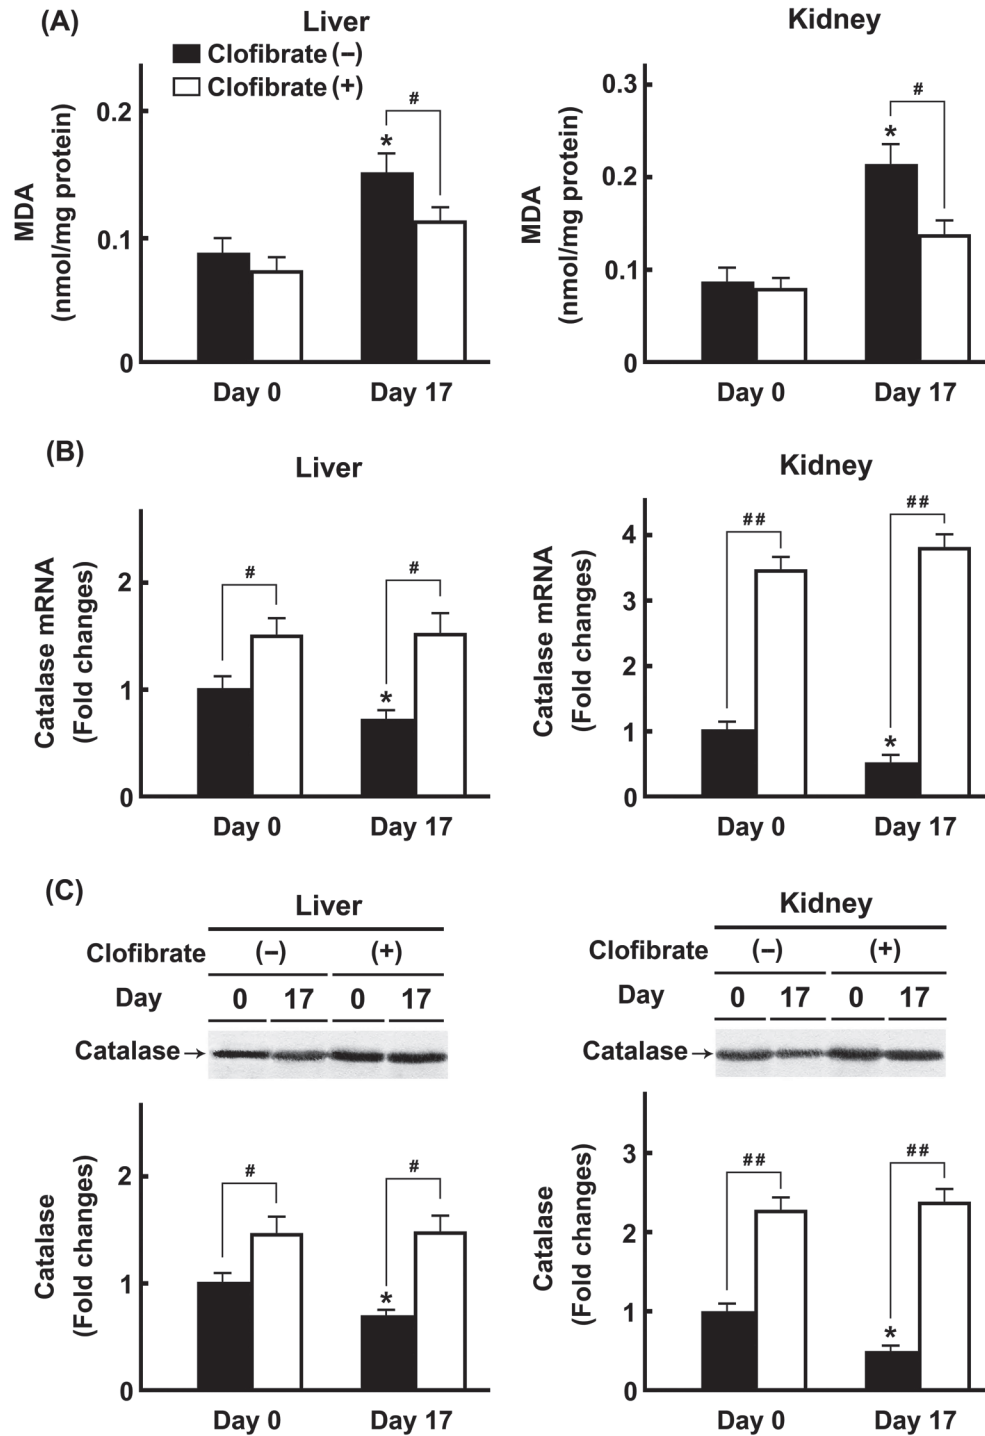 (A)
Liver
Clofibrate (−)
Clofibrate (+)
MDA
(nmol/mg protein)
0.2
0.1
0
*
#
Day 0
Day 17
Kidney
MDA
(nmol/mg protein)
0.3
0.2
0.1
0
*
#
Day 0
Day 17
(B)
Liver
Catalase mRNA
(Fold changes)
2
1
0
#
#
*
Day 0
Day 17
Kidney
Catalase mRNA
(Fold changes)
4
3
2
1
0
##
##
*
Day 0
Day 17
(C)
Liver
Clofibrate (−) (+)
Day 0 17 0 17
Catalase→
Catalase
(Fold changes)
2
1
0
#
#
*
Day 0
Day 17
Kidney
Clofibrate (−) (+)
Day 0 17 0 17
Catalase→
Catalase
(Fold changes)
3
2
1
0
##
##
*
Day 0
Day 17